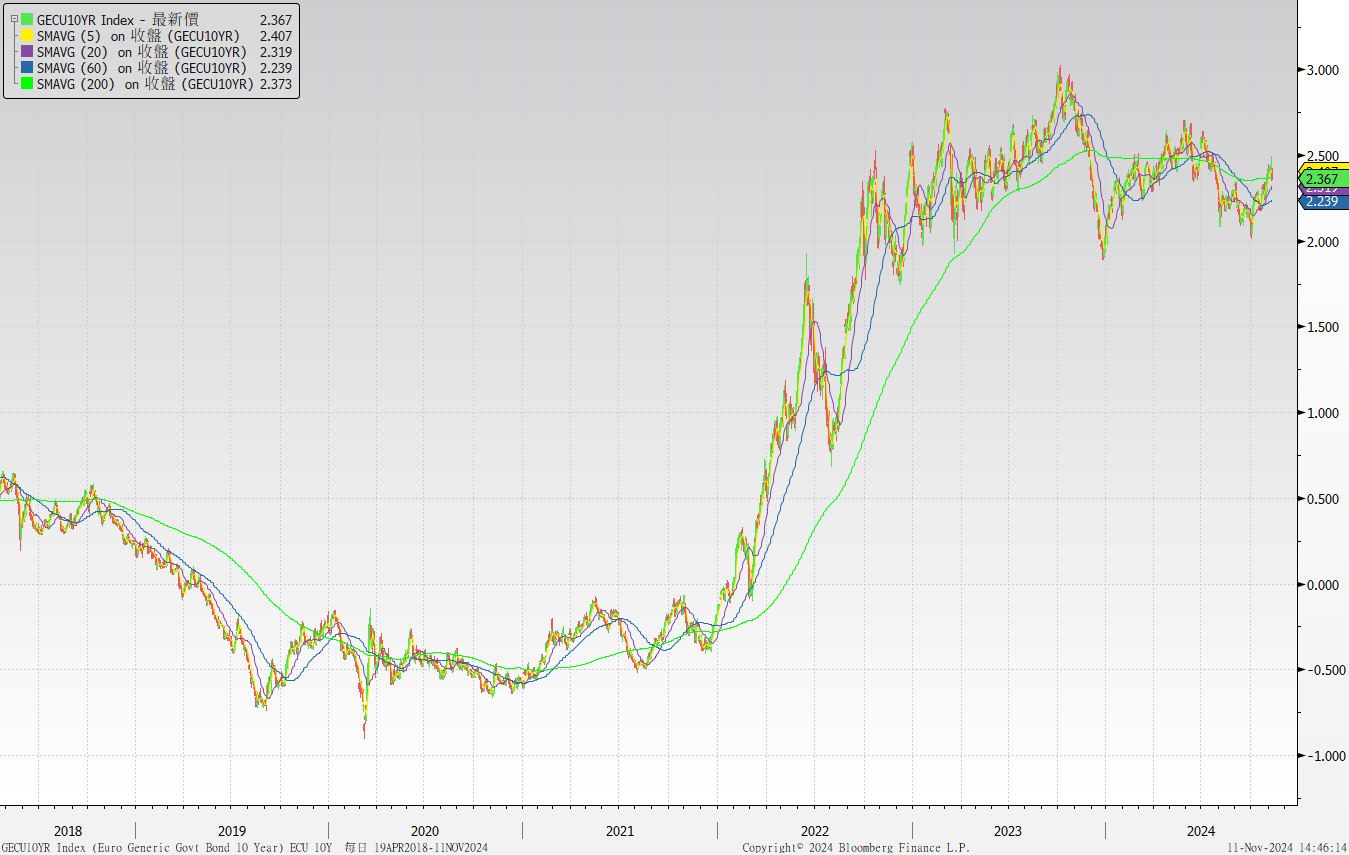 GECU10YR Index - 最新價 2.367
SMAVG (5) on 收盤 (GECU10YR) 2.407
SMAVG (20) on 收盤 (GECU10YR) 2.319
SMAVG (60) on 收盤 (GECU10YR) 2.239
SMAVG (200) on 收盤 (GECU10YR) 2.373
3.000
2.500
2.367
2.319
2.239
2.000
1.500
1.000
0.500
0.000
-0.500
-1.000
2018 2019 2020 2021 2022 2023 2024
GECU10YR Index (Euro Generic Govt Bond 10 Year) ECU 10Y 每日 19APR2018-11NOV2024 Copyright© 2024 Bloomberg Finance L.P. 11-Nov-2024 14:46:14